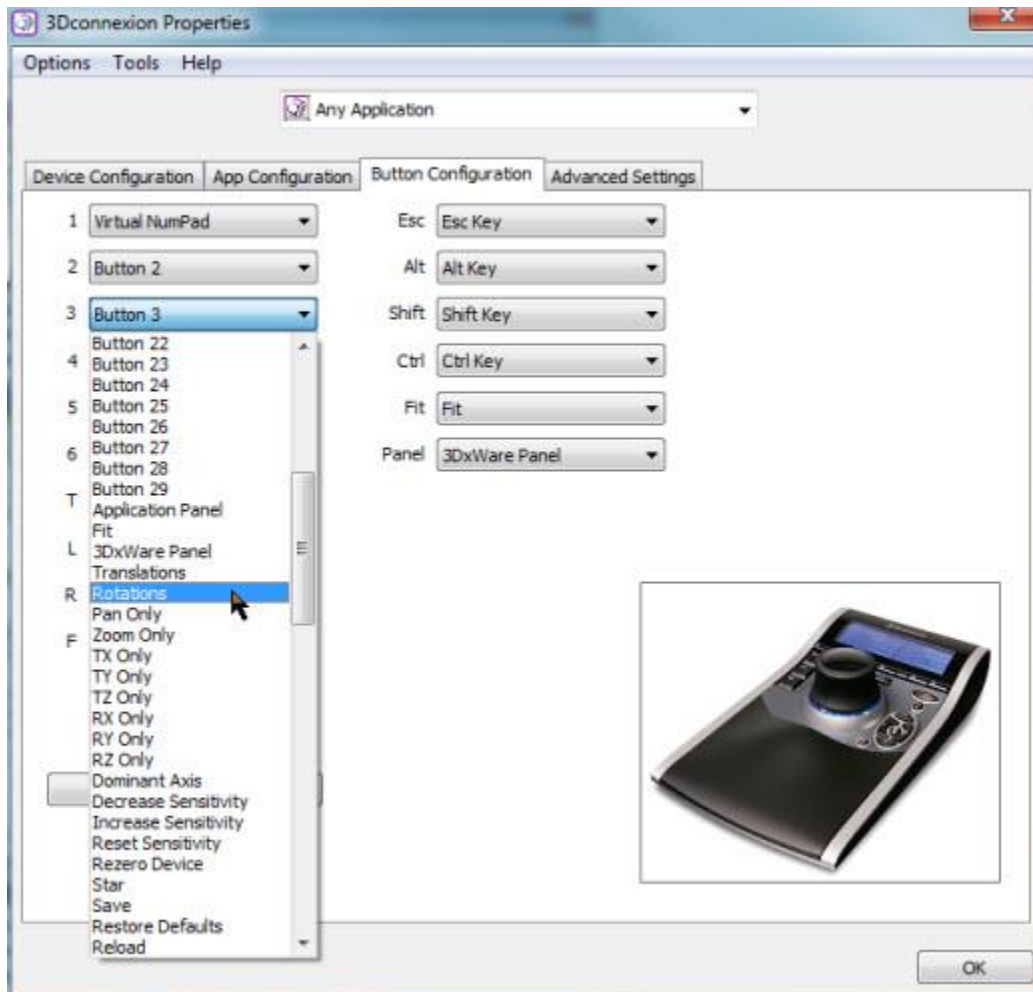 3Dconnexion Properties
Options Tools Help
Any Application
Device Configuration App Configuration Button Configuration Advanced Settings
1 Virtual NumPad Esc Esc Key
2 Button 2 Alt Alt Key
3 Button 3 Shift Shift Key
Button 22
4 Button 23 Ctrl Ctrl Key
Button 24
5 Button 25 Fit Fit
Button 26
6 Button 27 Panel 3DxWare Panel
Button 28
Button 29
T Application Panel
Fit
L 3DxWare Panel
Translations
R Rotations
Pan Only
F Zoom Only
TX Only
TY Only
TZ Only
RX Only
RY Only
RZ Only
Dominant Axis
Decrease Sensitivity
Increase Sensitivity
Reset Sensitivity
Rezero Device
Star
Save
Restore Defaults
Reload
OK